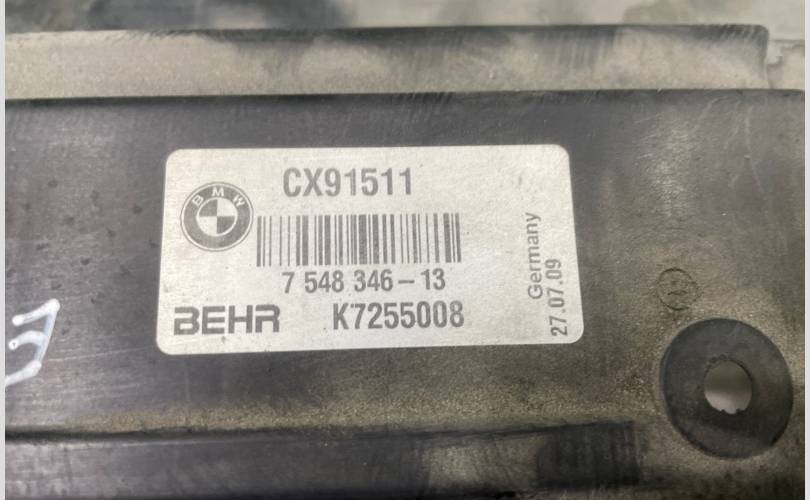 CX91511
BMW
7 548 346-13
BEHR K7255008
Germany
27.07.09